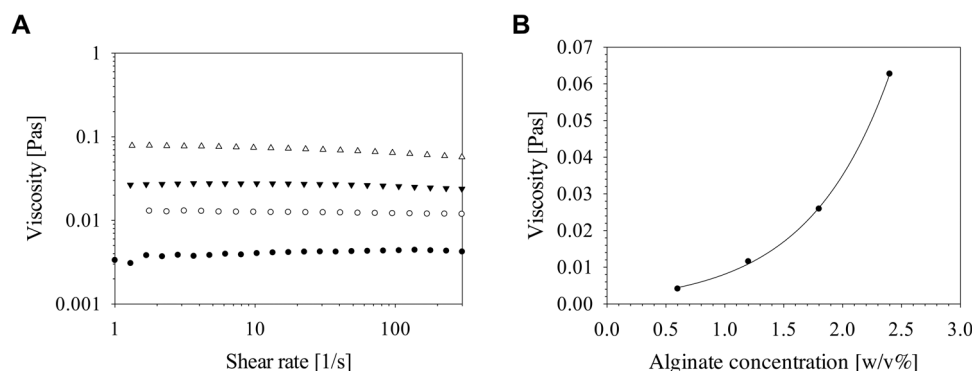 A
B
Viscosity [Pas]
1
0.1
0.01
0.001
1
10
100
Shear rate [1/s]
Viscosity [Pas]
0.07
0.06
0.05
0.04
0.03
0.02
0.01
0.00
0.0 0.5 1.0 1.5 2.0 2.5 3.0
Alginate concentration [w/v%]